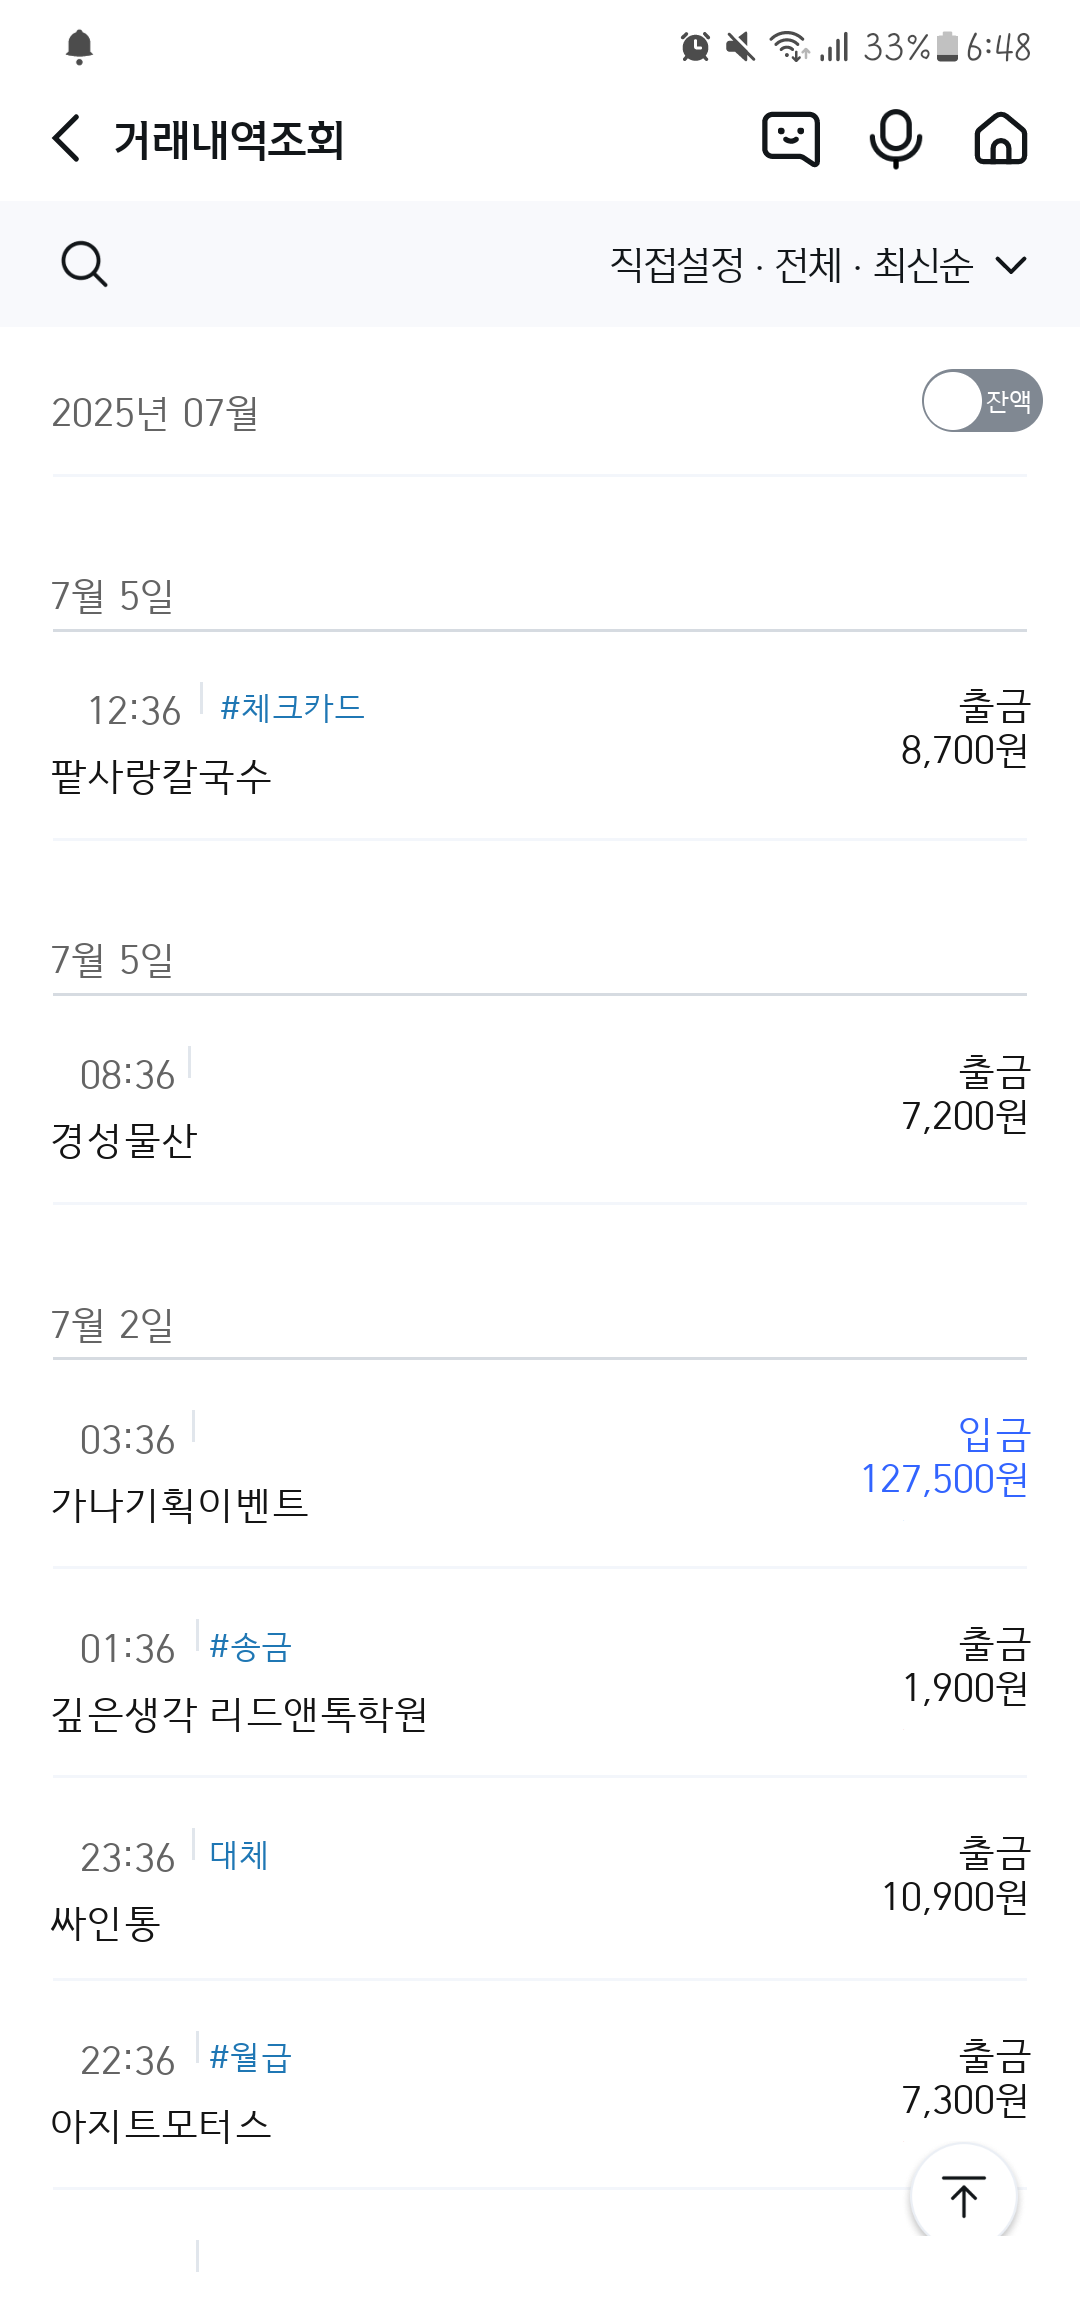 33% 6:48
거래내역조회
직접설정 · 전체 · 최신순
2025년 07월
잔액
7월 5일
12:36 #체크카드
출금
8,700원
팥사랑칼국수
7월 5일
08:36
출금
7,200원
경성물산
7월 2일
03:36
입금
127,500원
가나기획이벤트
01:36 #송금
출금
1,900원
깊은생각 리드앤톡학원
23:36 대체
출금
10,900원
싸인통
22:36 #월급
출금
7,300원
아지트모터스